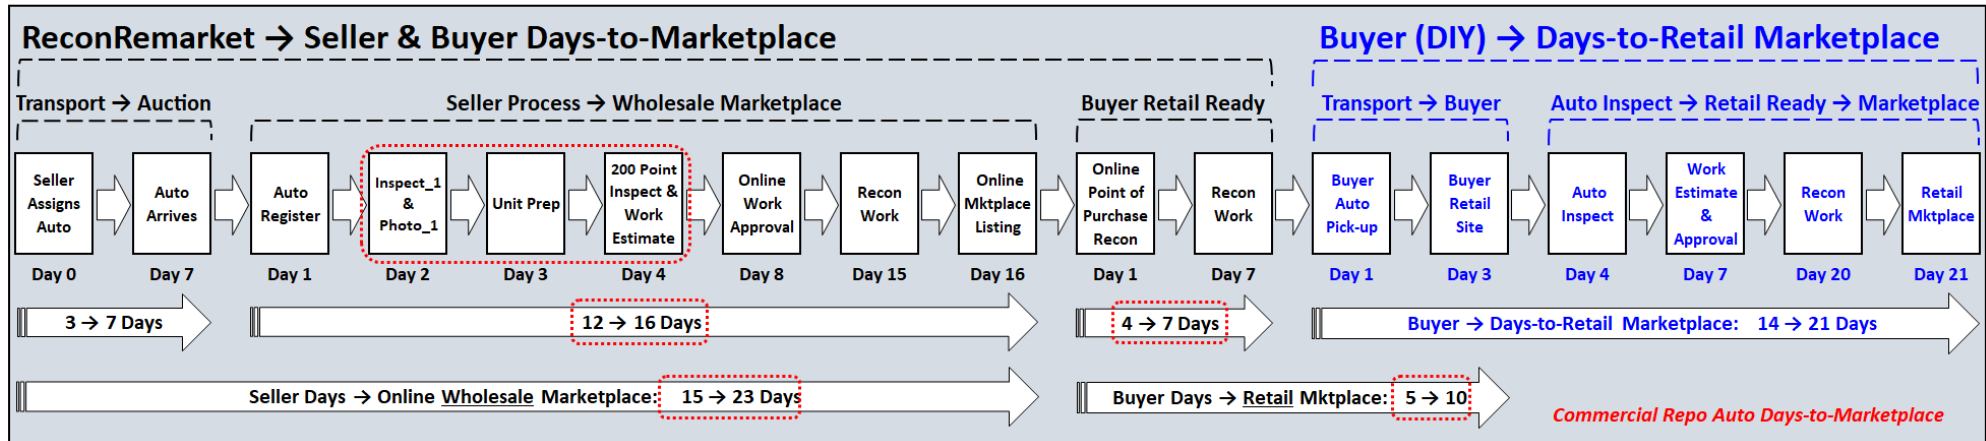 ReconRemarket → Seller & Buyer Days-to-Marketplace
Buyer (DIY) → Days-to-Retail Marketplace
Transport → Auction
Seller Process → Wholesale Marketplace
Buyer Retail Ready
Transport → Buyer
Auto Inspect → Retail Ready → Marketplace
Seller
Assigns
Auto
Auto
Arrives
Auto
Register
Inspect_1
&
Photo_1
Unit Prep
200 Point
Inspect &
Work
Estimate
Online
Work
Approval
Recon
Work
Online
Mktplace
Listing
Online
Point of
Purchase
Recon
Recon
Work
Buyer
Auto
Pick-up
Buyer
Retail
Site
Auto
Inspect
Work
Estimate
&
Approval
Recon
Work
Retail
Mktplace
Day 0
Day 7
Day 1
Day 2
Day 3
Day 4
Day 8
Day 15
Day 16
Day 1
Day 7
Day 1
Day 3
Day 4
Day 7
Day 20
Day 21
3 → 7 Days
12 → 16 Days
4 → 7 Days
Buyer → Days-to-Retail Marketplace: 14 → 21 Days
Seller Days → Online Wholesale Marketplace: 15 → 23 Days
Buyer Days → Retail Mktplace: 5 → 10
Commercial Repo Auto Days-to-Marketplace